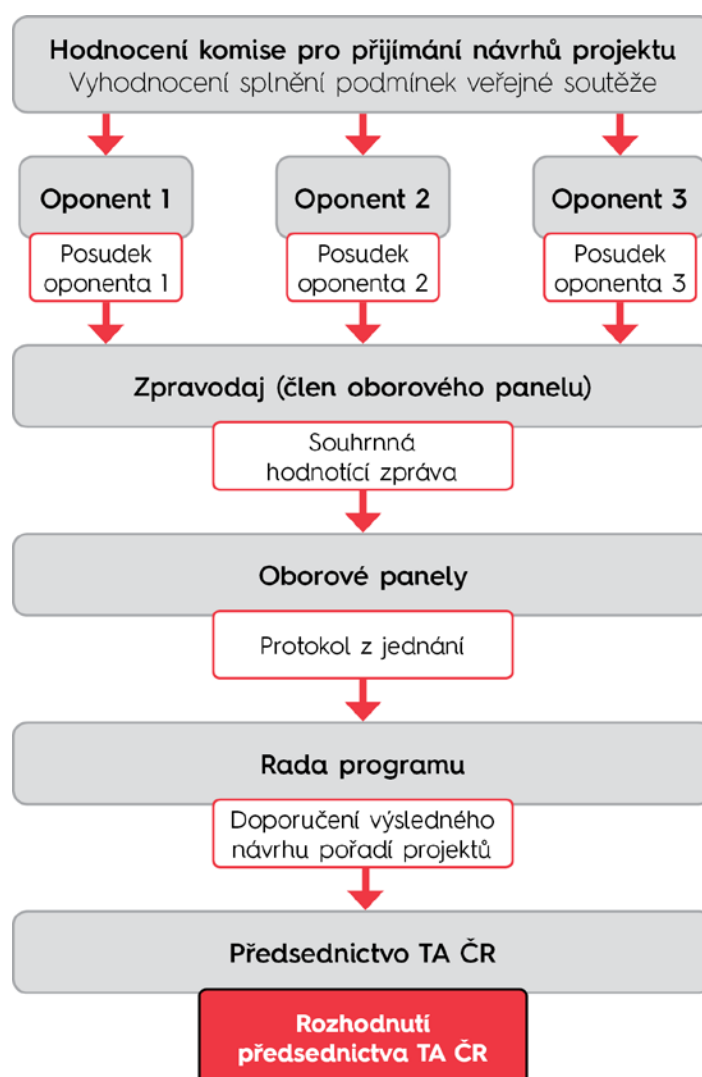 Hodnocení komise pro přijímání návrhů projektu
Vyhodnocení splnění podmínek veřejné soutěže
Oponent 1
Oponent 2
Oponent 3
Posudek
oponenta 1
Posudek
oponenta 2
Posudek
oponenta 3
Zpravodaj (člen oborového panelu)
Souhrnná
hodnotící zpráva
Oborové panely
Protokol z jednání
Rada programu
Doporučení výsledného
návrhu pořadí projektů
Předsednictvo TA ČR
Rozhodnutí
předsednictva TA ČR